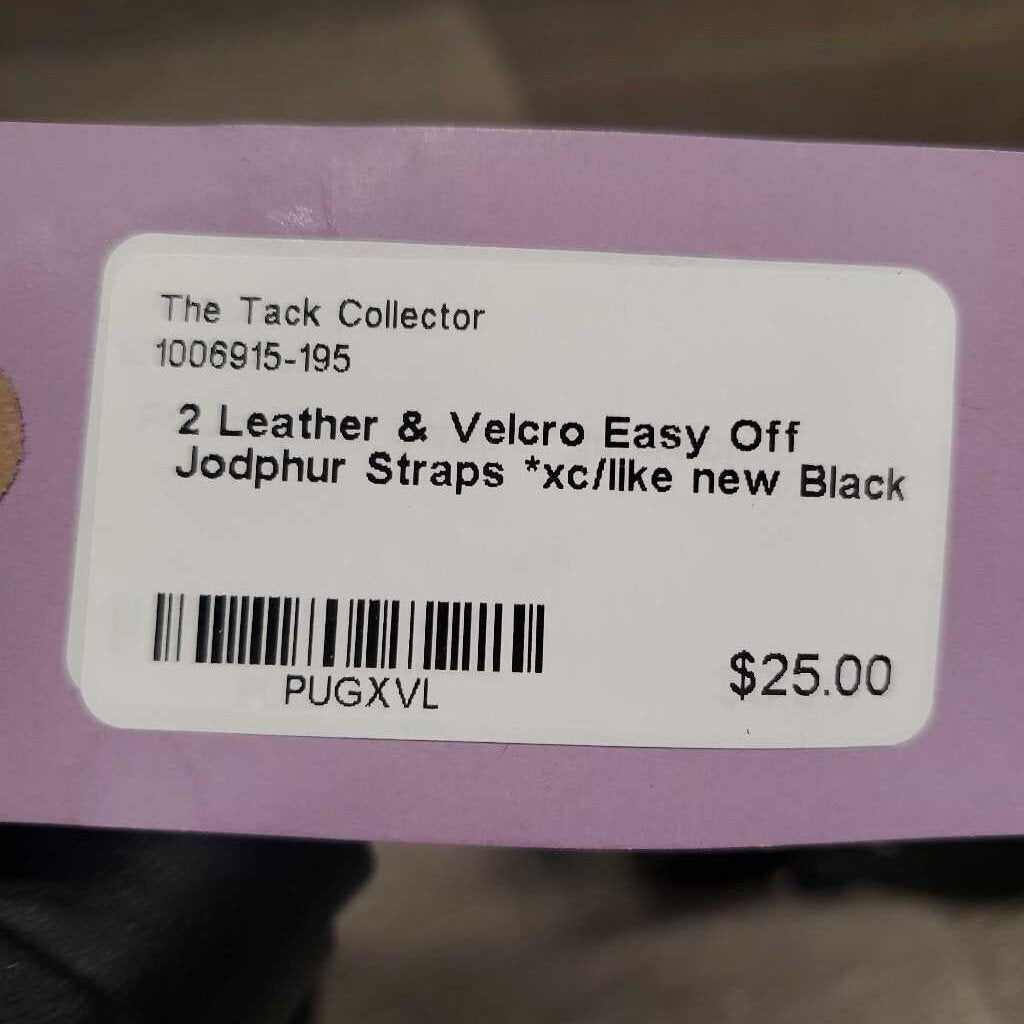 The Tack Collector
1006915-195
2 Leather & Velcro Easy Off
Jodphur Straps *xc/like new Black
PUGXVL
$25.00